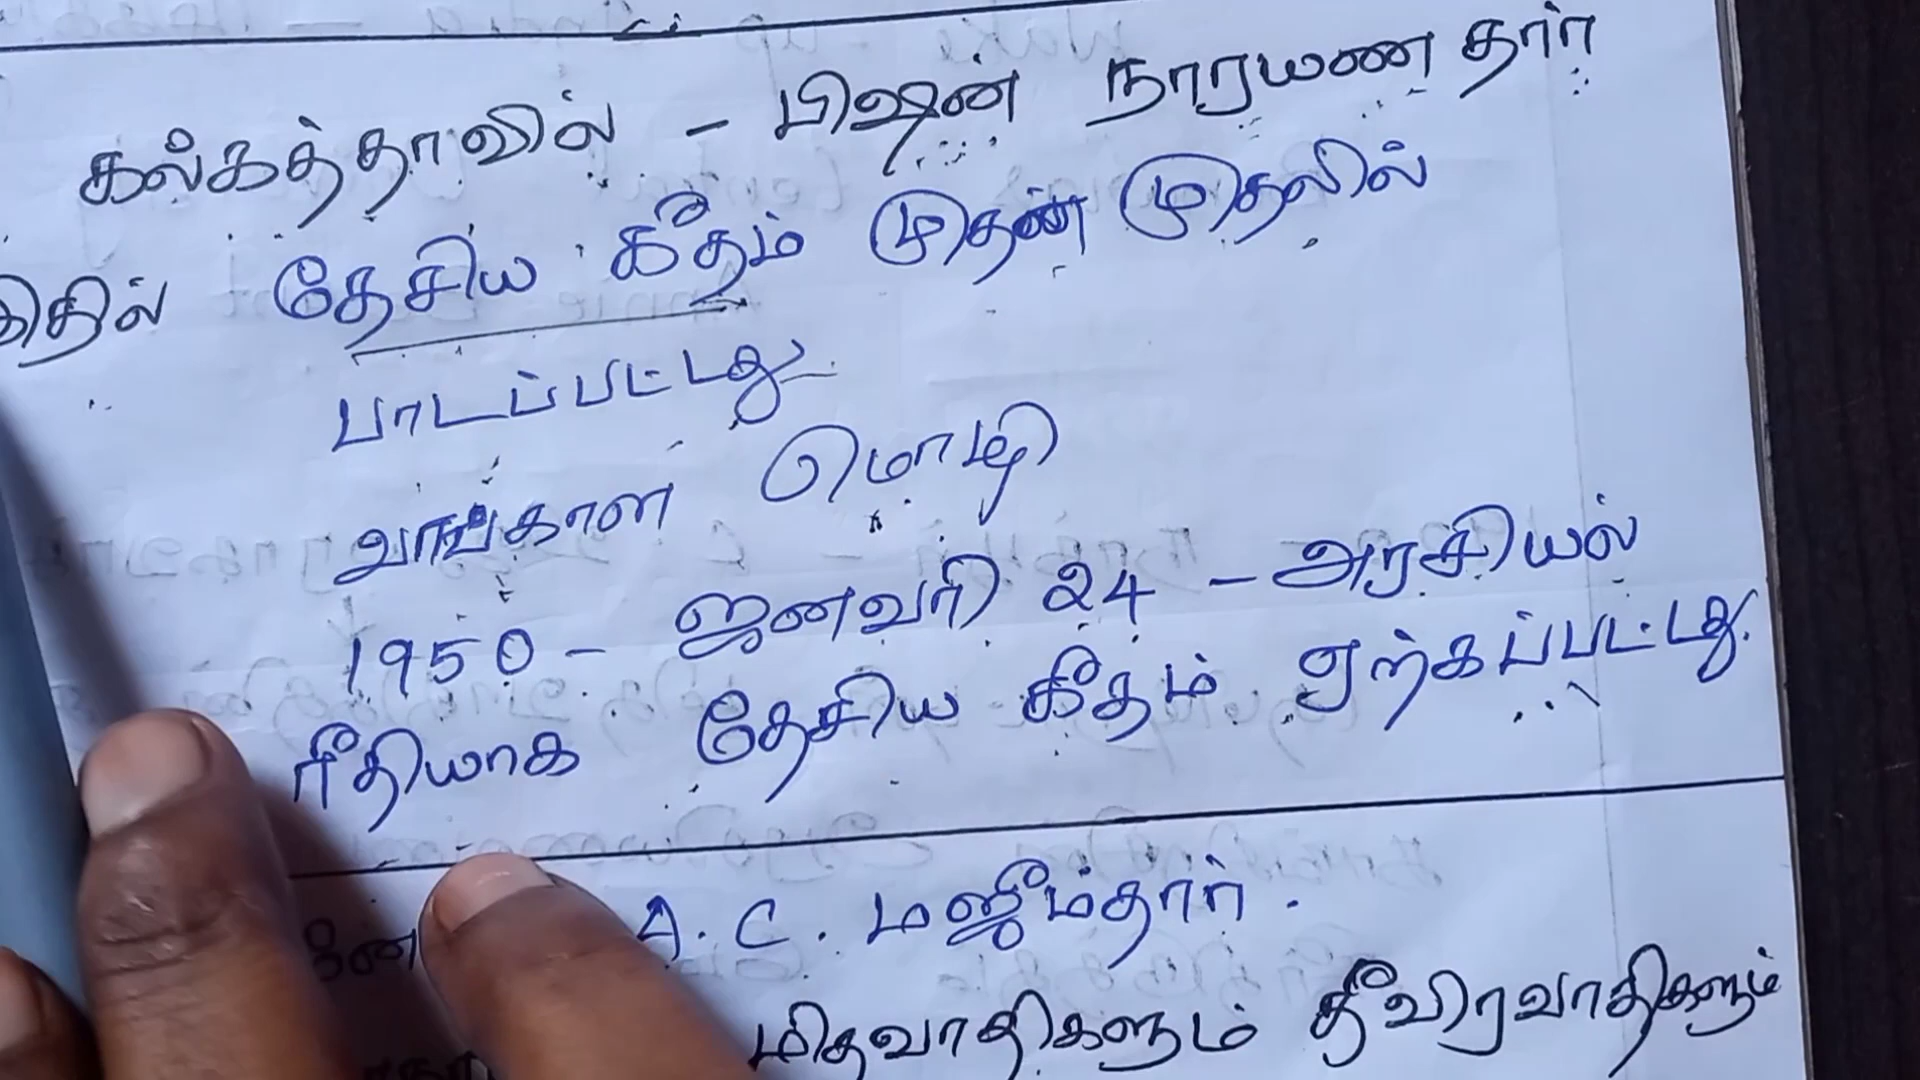 கல்கத்தாவில் - பிஷன் நாரயண தார்
தேசிய கீதம் முதன் முதலில்
பாடப்பட்டது
வாங்காள மொழி
1950 - ஜனவரி 24 - அரசியல்
ரீதியாக தேசிய கீதம் ஏற்கப்பட்டது.
A. C. மஜீம்தார்.
மிதவாதிகளும் தீவிரவாதிகளும்